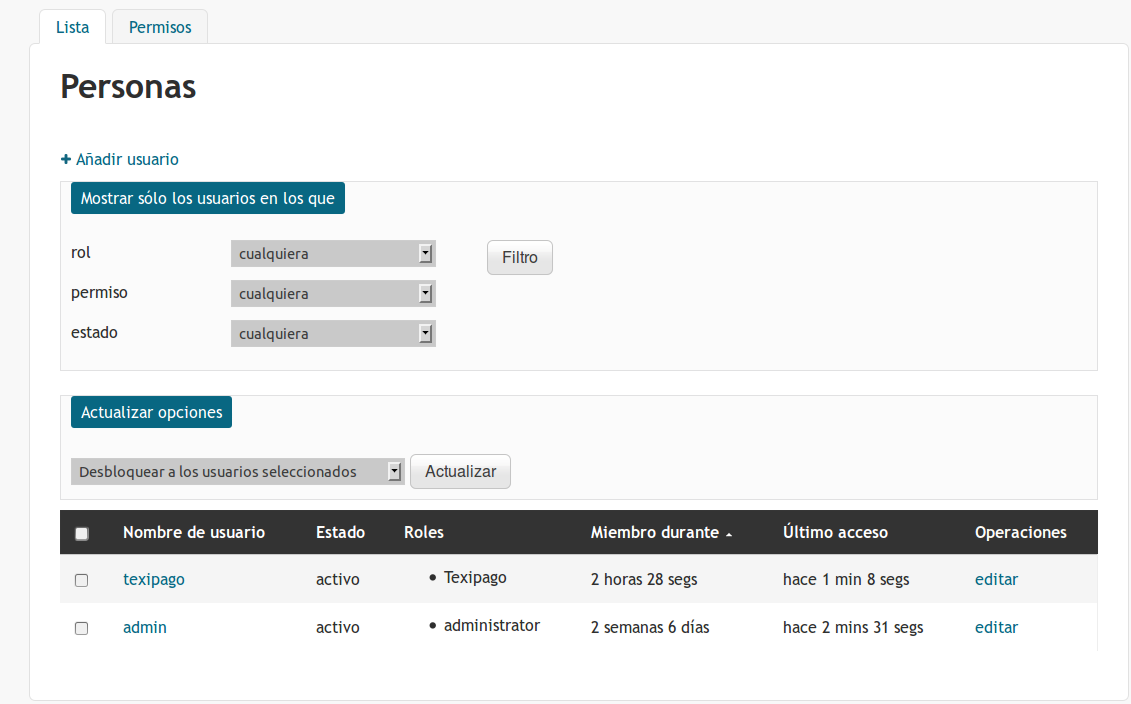 Lista Permisos
Personas
Añadir usuario
Mostrar sólo los usuarios en los que
rol cualquiera Filtro
permiso cualquiera
estado cualquiera
Actualizar opciones
Desbloquear a los usuarios seleccionados Actualizar
Nombre de usuario Estado Roles Miembro durante Último acceso Operaciones
texipago activo • Texipago 2 horas 28 segs hace 1 min 8 segs editar
admin activo • administrator 2 semanas 6 días hace 2 mins 31 segs editar